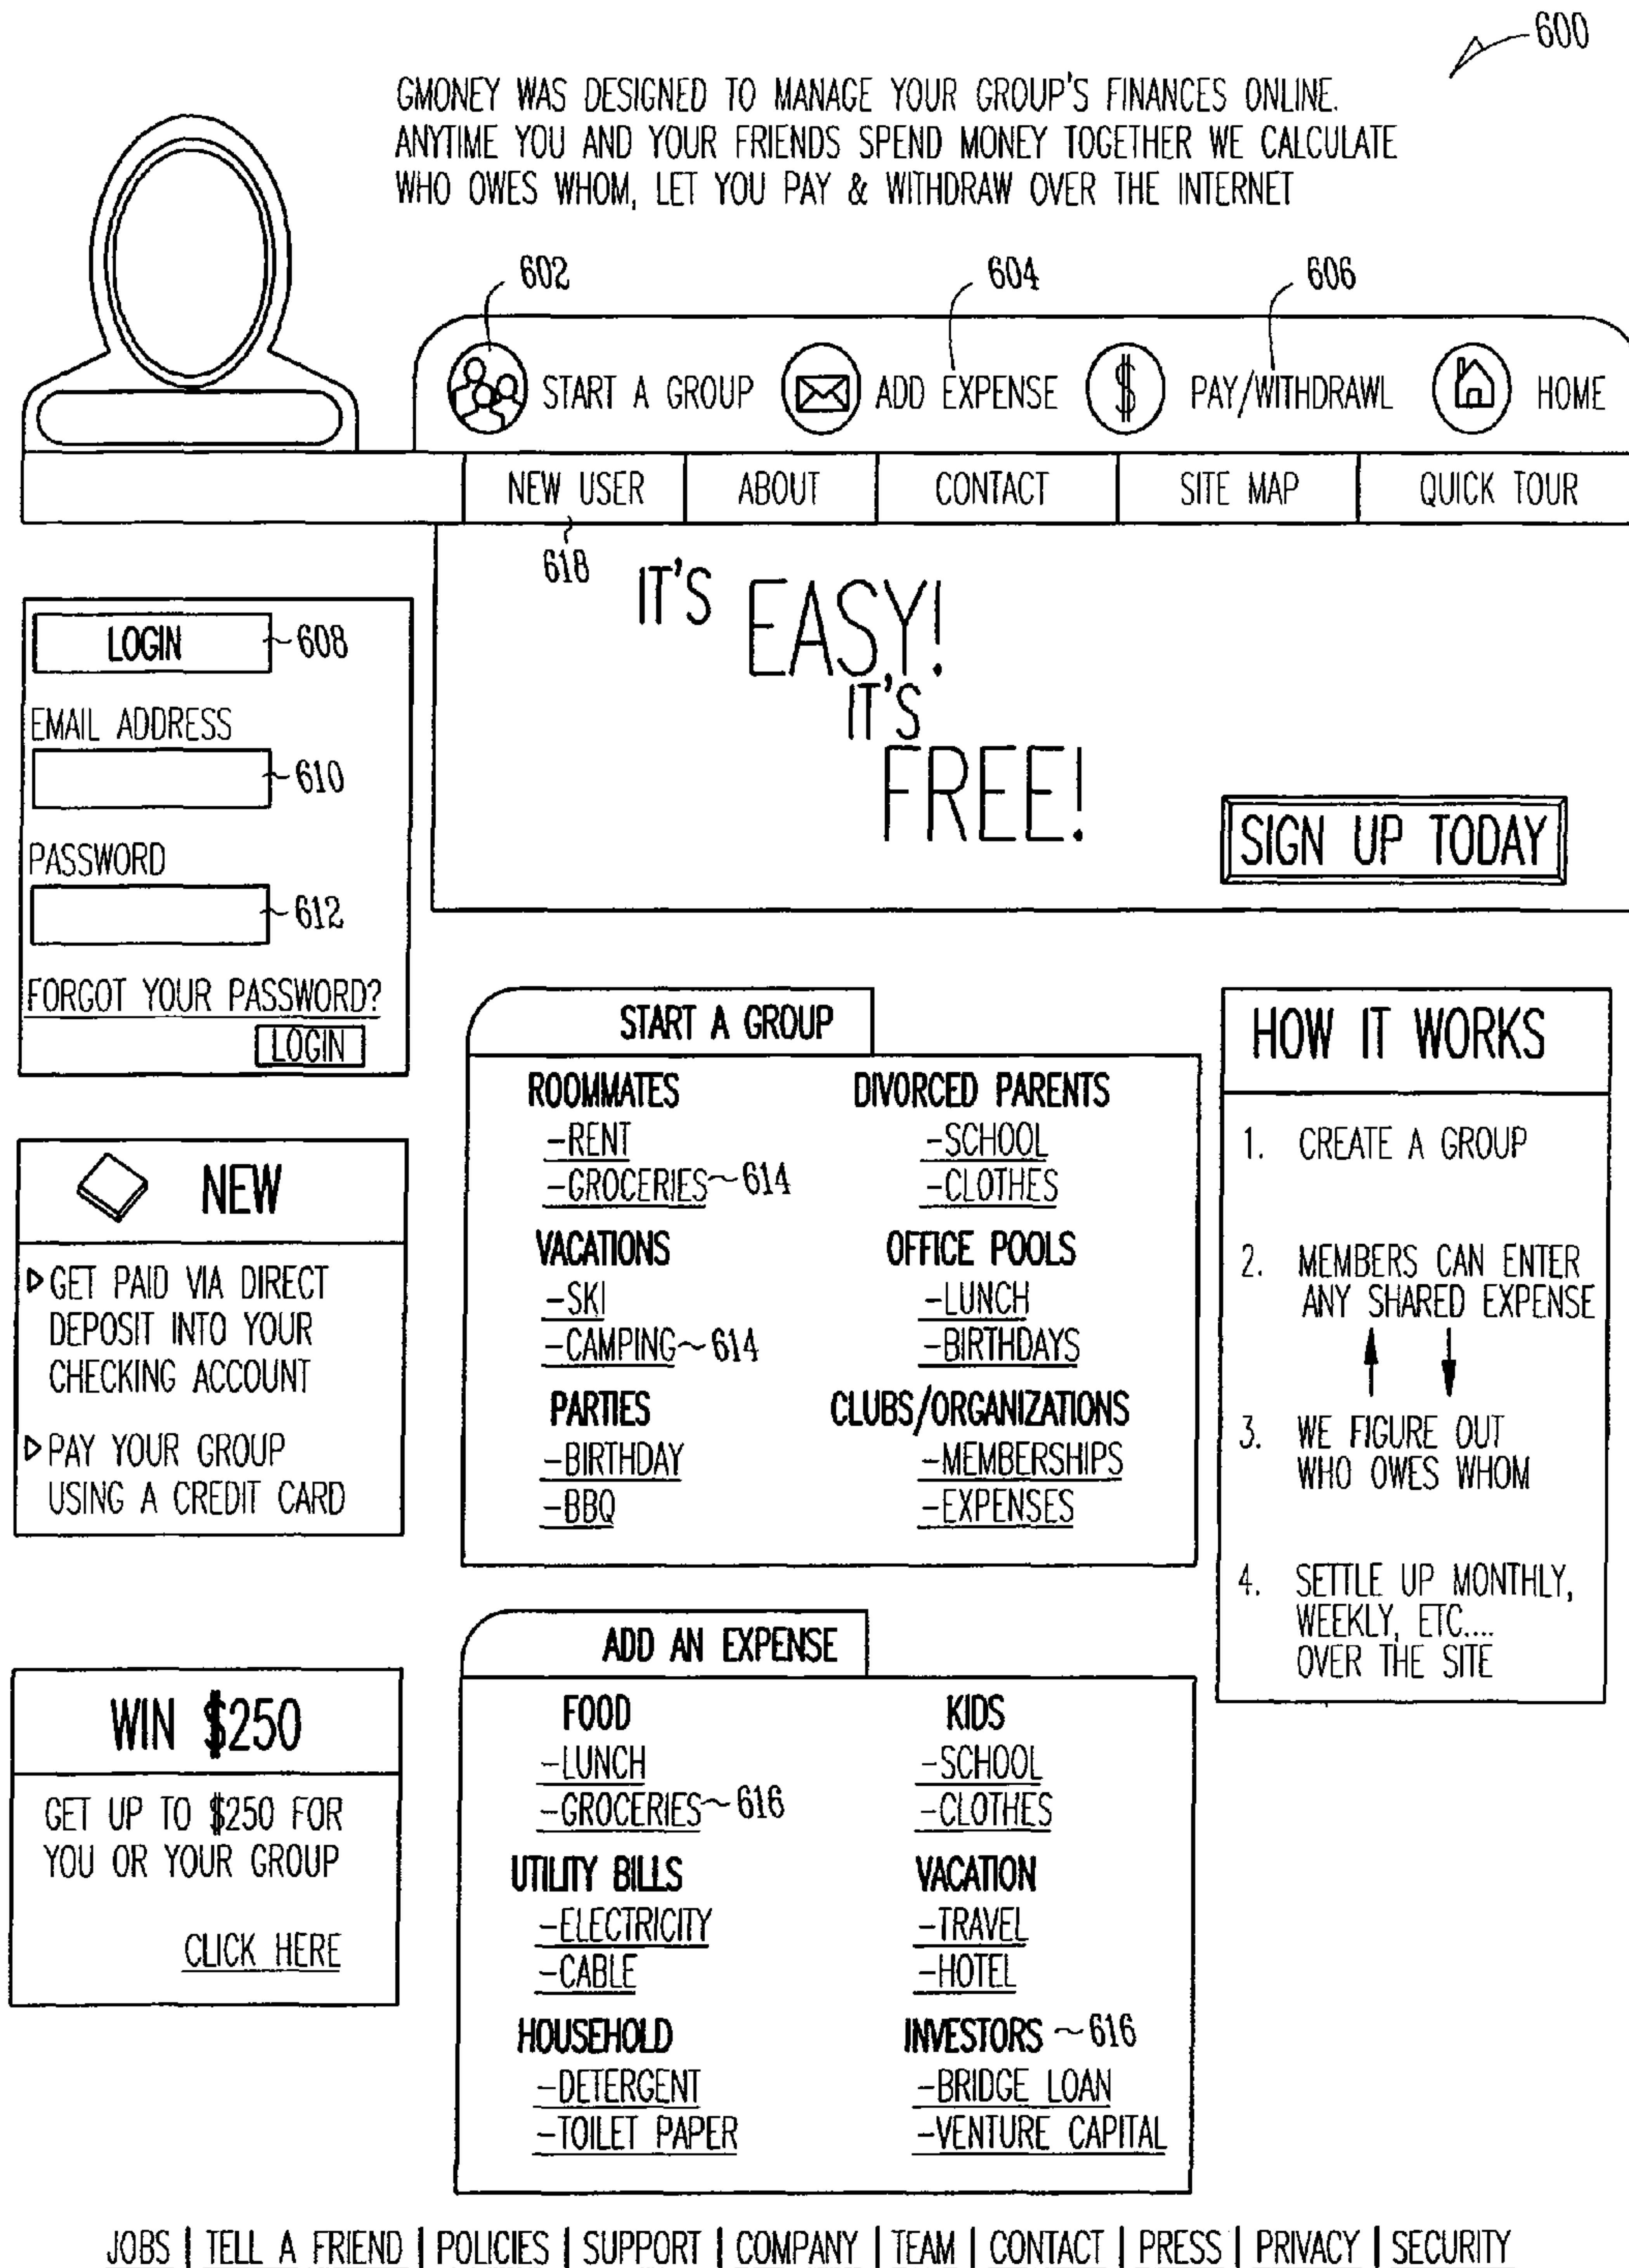 600
GMONEY WAS DESIGNED TO MANAGE YOUR GROUP'S FINANCES ONLINE.
ANYTIME YOU AND YOUR FRIENDS SPEND MONEY TOGETHER WE CALCULATE
WHO OWES WHOM, LET YOU PAY & WITHDRAW OVER THE INTERNET
602 604 606
START A GROUP ADD EXPENSE $ PAY/WITHDRAWL HOME
NEW USER ABOUT CONTACT SITE MAP QUICK TOUR
618
IT'S EASY!
IT'S
FREE!
SIGN UP TODAY
LOGIN 608
EMAIL ADDRESS
610
PASSWORD
612
FORGOT YOUR PASSWORD?
LOGIN
NEW
GET PAID VIA DIRECT
DEPOSIT INTO YOUR
CHECKING ACCOUNT
PAY YOUR GROUP
USING A CREDIT CARD
WIN $250
GET UP TO $250 FOR
YOU OR YOUR GROUP
CLICK HERE
START A GROUP
ROOMMATES DIVORCED PARENTS
-RENT -SCHOOL
-GROCERIES~614 -CLOTHES
VACATIONS OFFICE POOLS
-SKI -LUNCH
-CAMPING~614 -BIRTHDAYS
PARTIES CLUBS/ORGANIZATIONS
-BIRTHDAY -MEMBERSHIPS
-BBQ -EXPENSES
ADD AN EXPENSE
FOOD KIDS
-LUNCH -SCHOOL
-GROCERIES~616 -CLOTHES
UTILITY BILLS VACATION
-ELECTRICITY -TRAVEL
-CABLE -HOTEL
HOUSEHOLD INVESTORS ~616
-DETERGENT -BRIDGE LOAN
-TOILET PAPER -VENTURE CAPITAL
HOW IT WORKS
1. CREATE A GROUP
2. MEMBERS CAN ENTER
ANY SHARED EXPENSE
3. WE FIGURE OUT
WHO OWES WHOM
4. SETTLE UP MONTHLY,
WEEKLY, ETC....
OVER THE SITE
JOBS | TELL A FRIEND | POLICIES | SUPPORT | COMPANY | TEAM | CONTACT | PRESS | PRIVACY | SECURITY